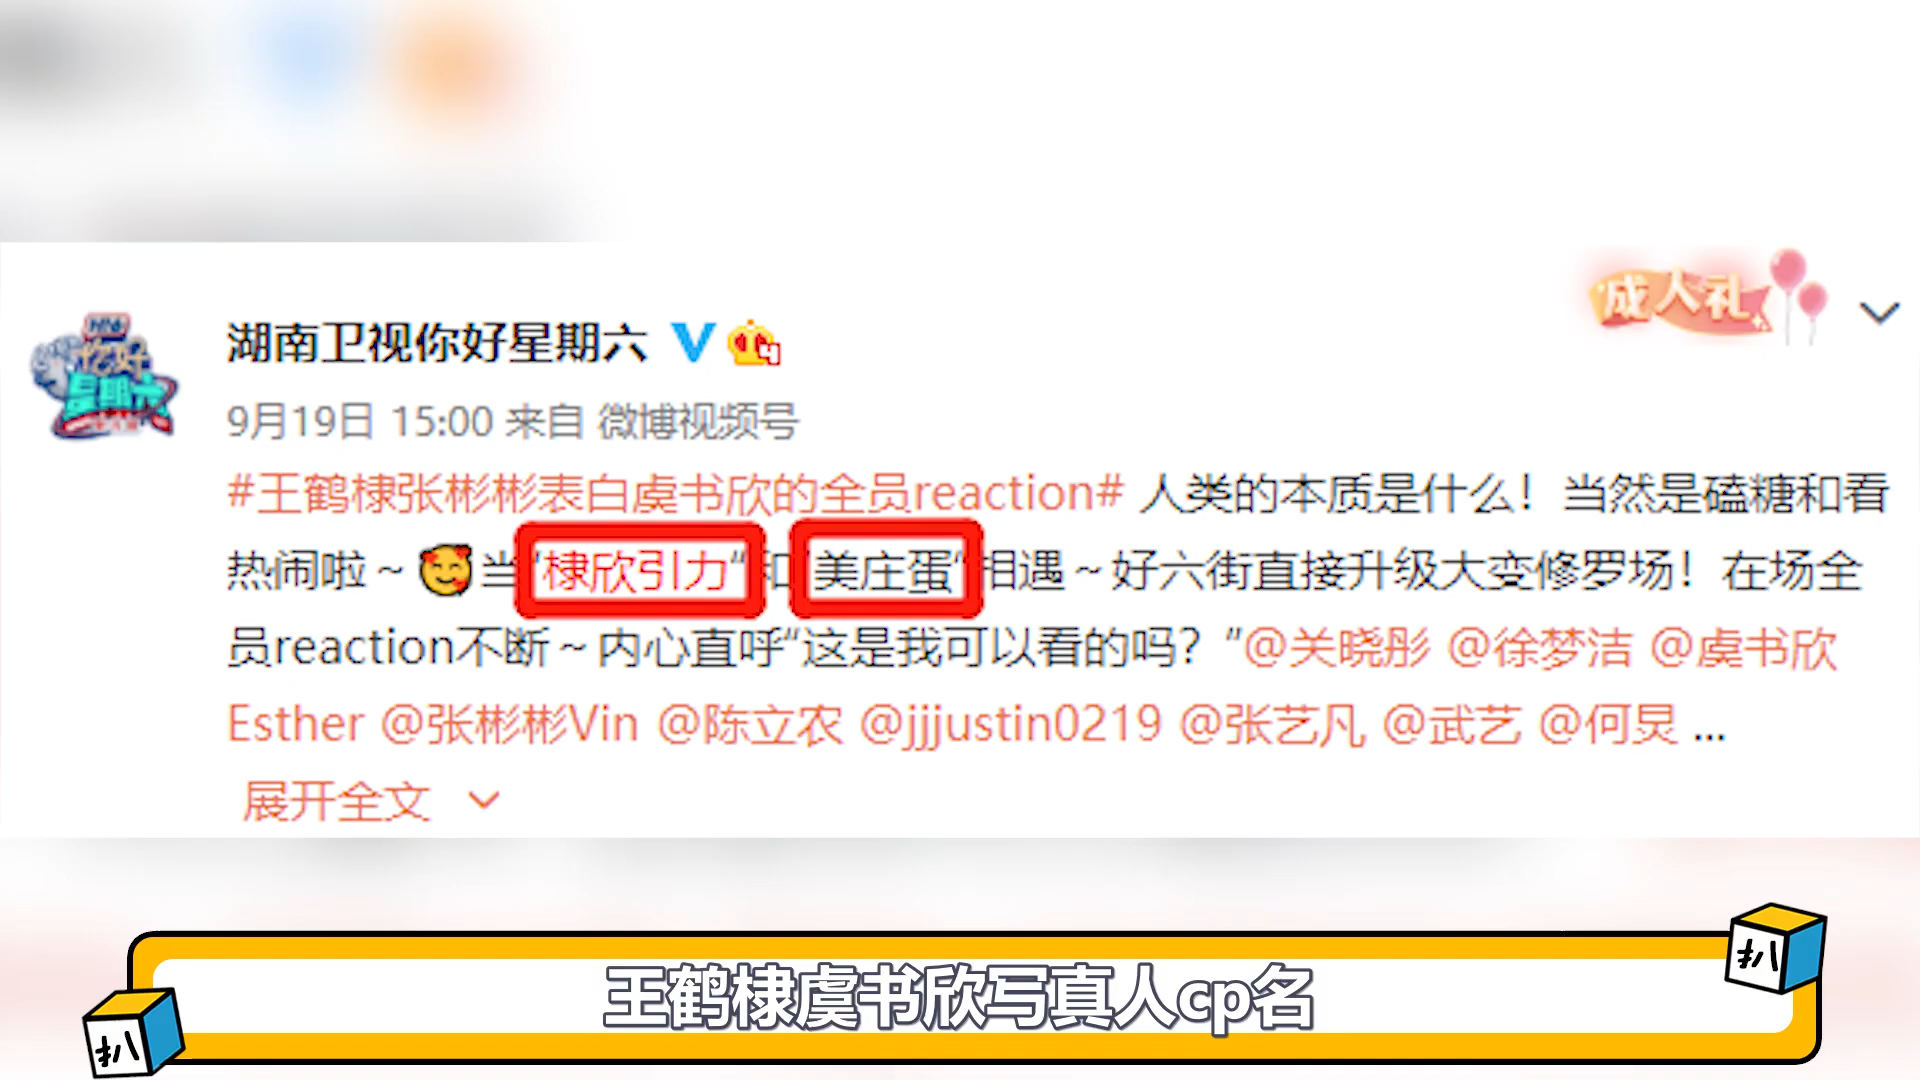 成人礼
你好
星期六
湖南卫视你好星期六
9月19日 15:00 来自 微博视频号
#王鹤棣张彬彬表白虞书欣的全员reaction# 人类的本质是什么！当然是磕糖和看
热闹啦～🥰当“棣欣引力“和“美庄蛋“相遇～好六街直接升级大变修罗场！在场全
员reaction不断～内心直呼“这是我可以看的吗？“@关晓彤 @徐梦洁 @虞书欣
Esther @张彬彬Vin @陈立农 @jjjustin0219 @张艺凡 @武艺 @何炅 ...
展开全文
扒
王鹤棣虞书欣写真人cp名
扒